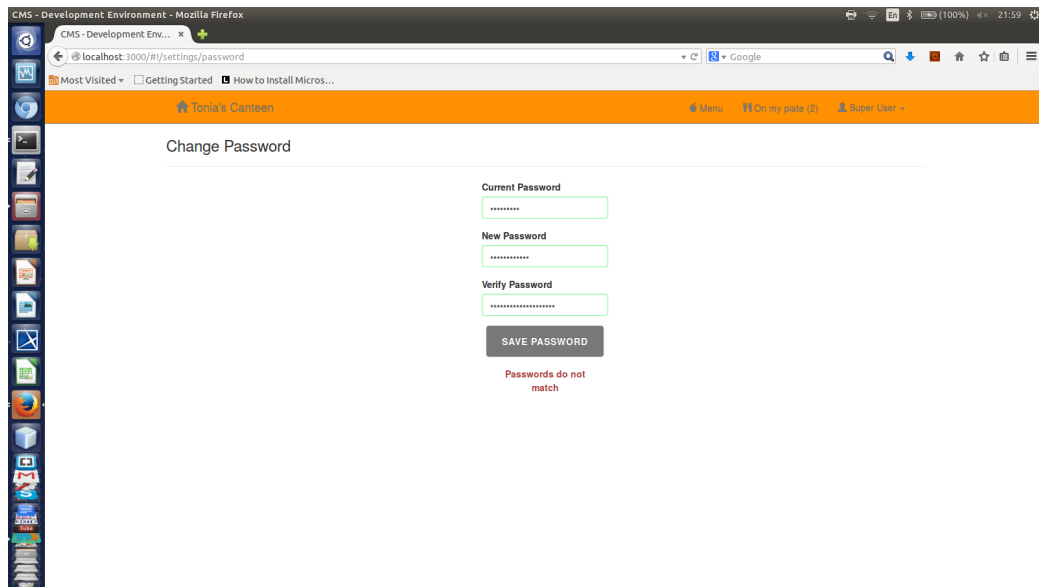 CMS - Development Environment - Mozilla Firefox
En (100%) 21:59
CMS - Development Env... ×
localhost:3000/#!/settings/password
Google
Most Visited Getting Started How to Install Micros...
Tonia's Canteen Menu On my plate (2) Super User
Change Password
Current Password
•••••••••
New Password
••••••••••••
Verify Password
•••••••••••••••••••
SAVE PASSWORD
Passwords do not
match